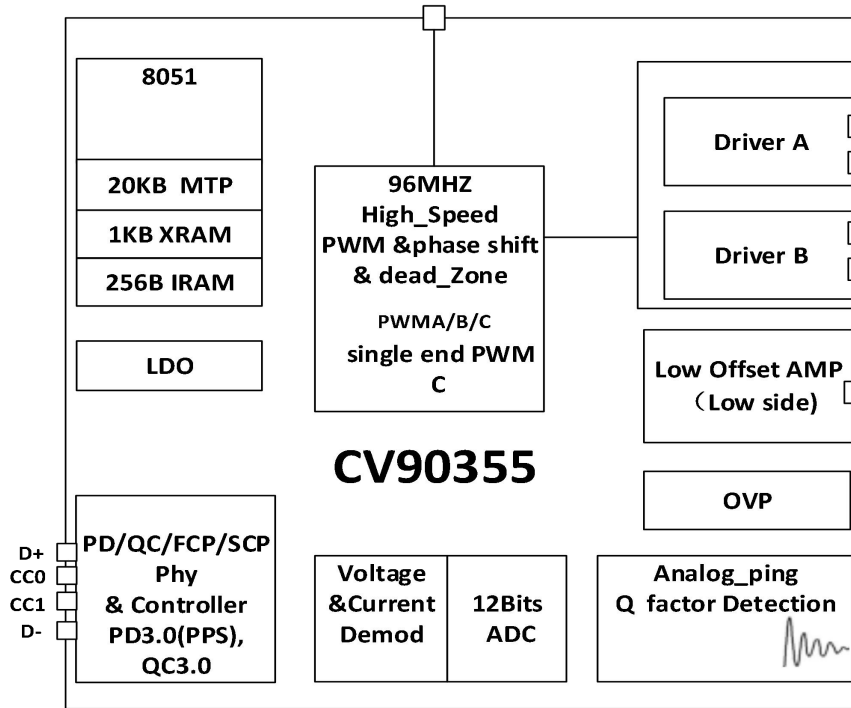 8051
20KB MTP
1KB XRAM
256B IRAM
LDO
96MHZ
High_Speed
PWM &phase shift
& dead_Zone
PWMA/B/C
single end PWM
C
Driver A
Driver B
Low Offset AMP
（Low side)
OVP
CV90355
D+
CC0
CC1
D-
PD/QC/FCP/SCP
Phy
& Controller
PD3.0(PPS),
QC3.0
Voltage
&Current
Demod
12Bits
ADC
Analog_ping
Q factor Detection